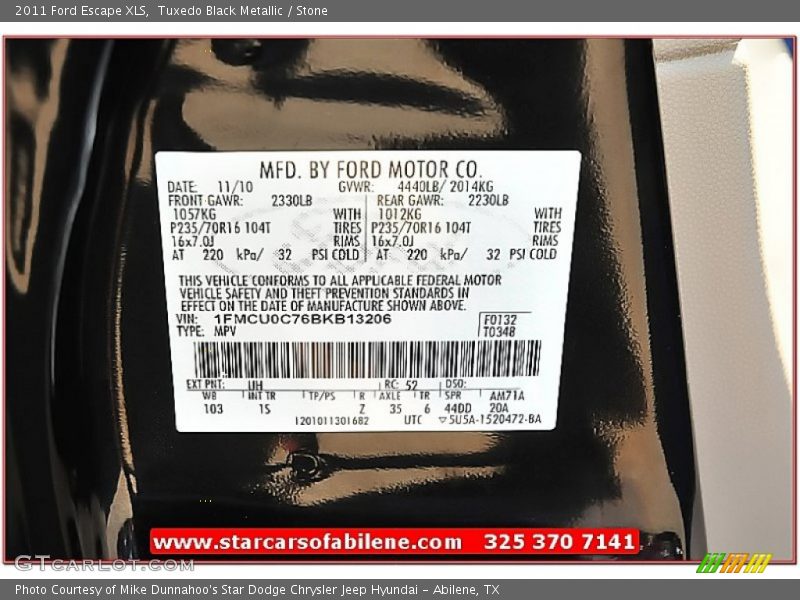 2011 Ford Escape XLS,  Tuxedo Black Metallic / Stone
MFD. BY FORD MOTOR CO.
DATE: 11/10 GVWR: 4440LB/ 2014KG
FRONT GAWR: 2330LB REAR GAWR: 2230LB
1057KG WITH 1012KG WITH
P235/70R16 104T TIRES P235/70R16 104T TIRES
16x7.0J RIMS 16x7.0J RIMS
AT 220 kPa/ 32 PSI COLD AT 220 kPa/ 32 PSI COLD
THIS VEHICLE CONFORMS TO ALL APPLICABLE FEDERAL MOTOR
VEHICLE SAFETY AND THEFT PREVENTION STANDARDS IN
EFFECT ON THE DATE OF MANUFACTURE SHOWN ABOVE.
VIN: 1FMCU0C76BKB13206 F0132
TYPE: MPV T0348
EXT PNT: UH RC: 52 DSO:
WB INT TR TP/PS R AXLE TR SPR AM71A
103 1S Z 35 6 44DD 20A
1201011301682 UTC ▽5U5A-1520472-BA
www.starcarsofabilene.com 325 370 7141
GTcarlot.com
Photo Courtesy of Mike Dunnahoo's Star Dodge Chrysler Jeep Hyundai - Abilene, TX